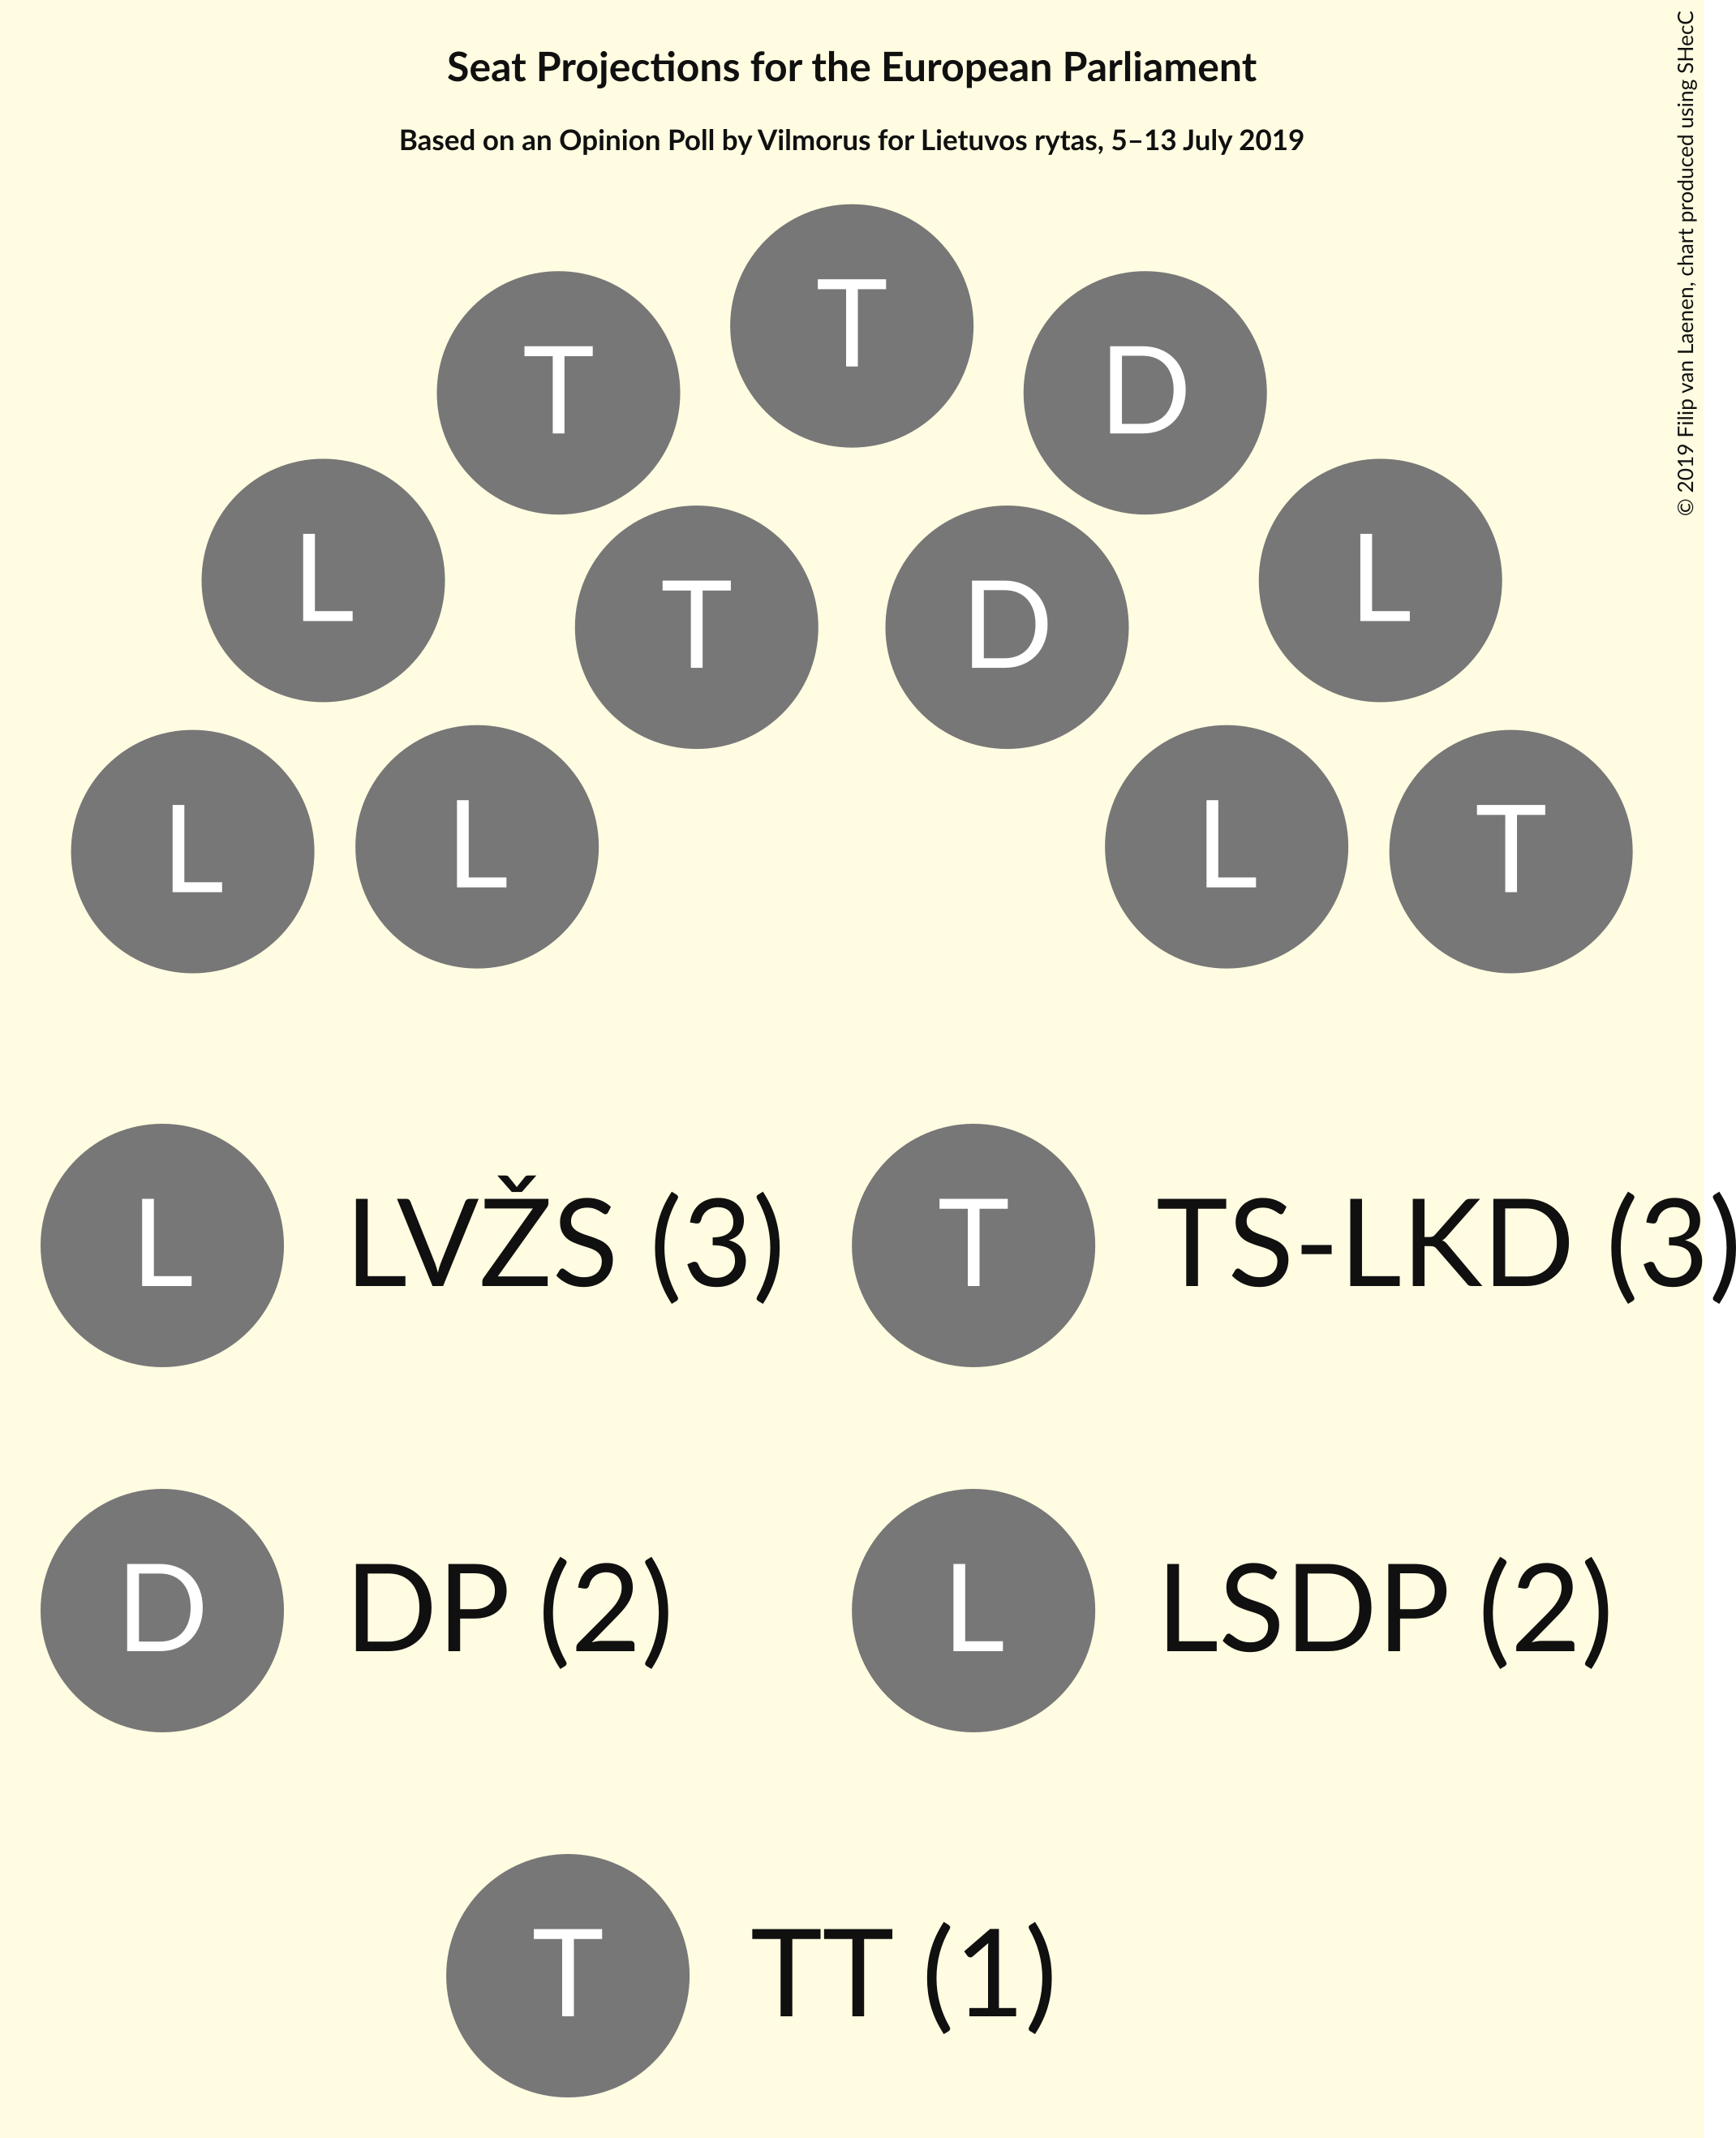 Seat Projections for the European Parliament
Based on an Opinion Poll by Vilmorus for Lietuvos rytas, 5–13 July 2019
© 2019 Filip van Laenen, chart produced using SHecC
T
T
D
L
L
T
D
L
L
L
T
L LVŽS (3)
T TS-LKD (3)
D DP (2)
L LSDP (2)
T TT (1)